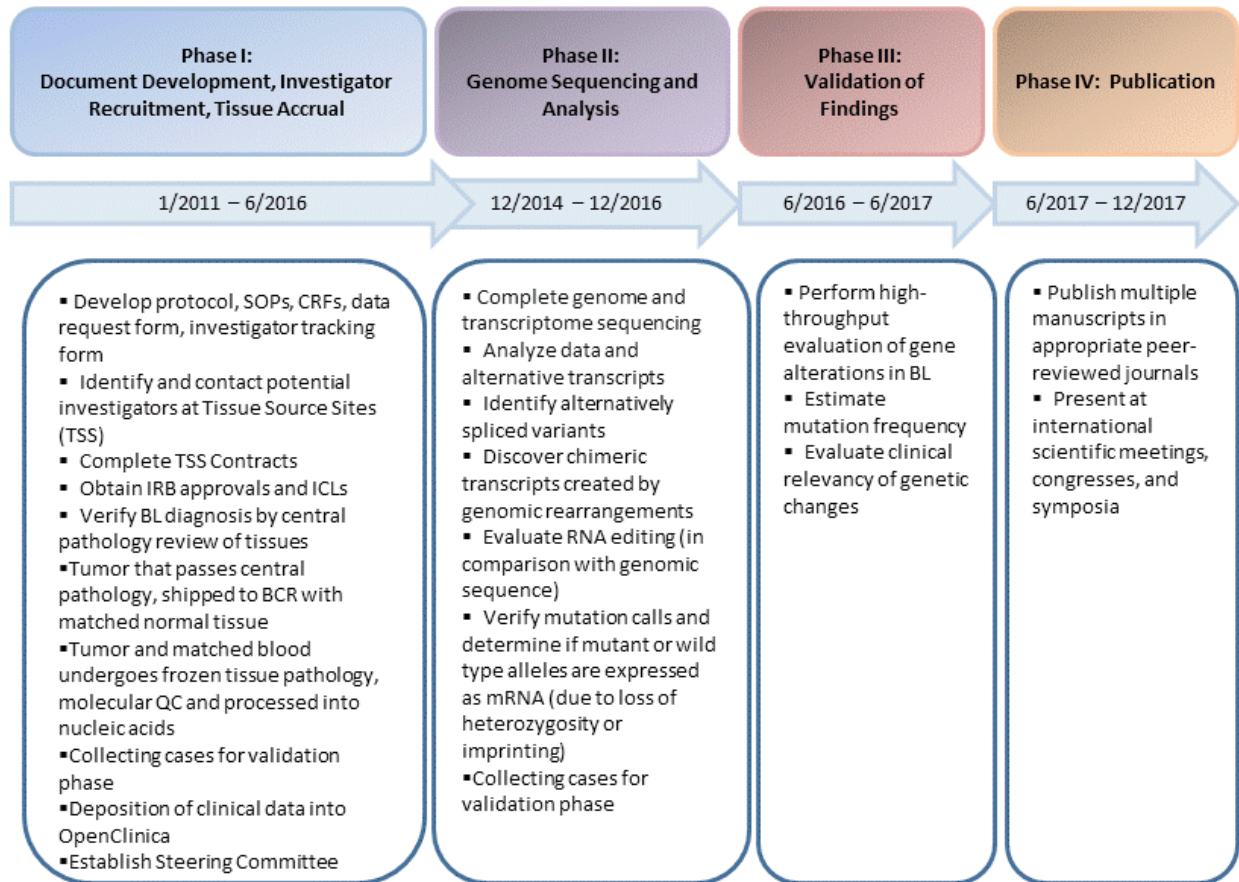 Phase I:
Document Development, Investigator
Recruitment, Tissue Accrual
Phase II:
Genome Sequencing and
Analysis
Phase III:
Validation of
Findings
Phase IV:  Publication
1/2011 – 6/2016
12/2014 – 12/2016
6/2016 – 6/2017
6/2017 – 12/2017
▪ Develop protocol, SOPs, CRFs, data
request form, investigator tracking
form
▪ Identify and contact potential
investigators at Tissue Source Sites
(TSS)
▪ Complete TSS Contracts
▪ Obtain IRB approvals and ICLs
▪ Verify BL diagnosis by central
pathology review of tissues
▪Tumor that passes central
pathology, shipped to BCR with
matched normal tissue
▪Tumor and matched blood
undergoes frozen tissue pathology,
molecular QC and processed into
nucleic acids
▪Collecting cases for validation
phase
▪Deposition of clinical data into
OpenClinica
▪Establish Steering Committee
▪ Complete genome and
transcriptome sequencing
▪ Analyze data and
alternative transcripts
▪ Identify alternatively
spliced variants
▪ Discover chimeric
transcripts created by
genomic rearrangements
▪ Evaluate RNA editing (in
comparison with genomic
sequence)
▪ Verify mutation calls and
determine if mutant or wild
type alleles are expressed
as mRNA (due to loss of
heterozygosity or
imprinting)
▪Collecting cases for
validation phase
▪ Perform high-
throughput
evaluation of gene
alterations in BL
▪ Estimate
mutation frequency
▪ Evaluate clinical
relevancy of genetic
changes
▪ Publish multiple
manuscripts in
appropriate peer-
reviewed journals
▪ Present at
international
scientific meetings,
congresses, and
symposia